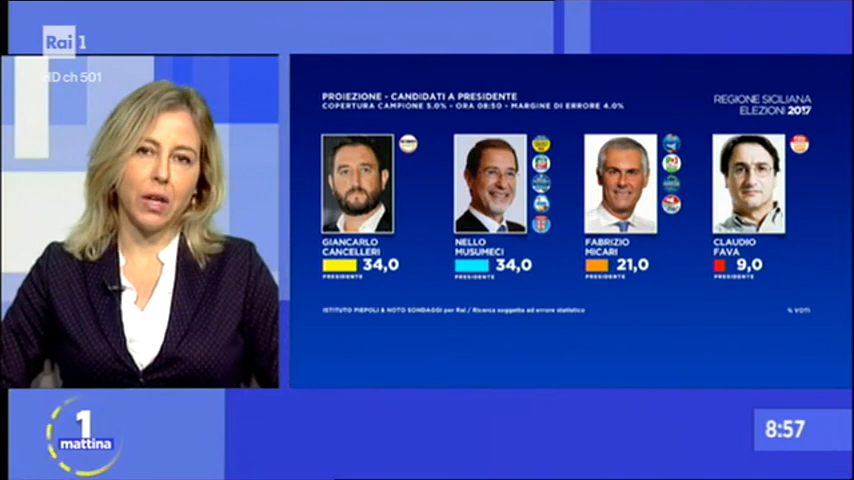 Rai 1
HD ch 501
PROIEZIONE - CANDIDATI A PRESIDENTE
COPERTURA CAMPIONE 5.0% - ORA 08:50 - MARGINE DI ERRORE 4.0%
REGIONE SICILIANA
ELEZIONI 2017
GIANCARLO
CANCELLERI
34,0
PRESIDENTE
NELLO
MUSUMECI
34,0
PRESIDENTE
FABRIZIO
MICARI
21,0
PRESIDENTE
CLAUDIO
FAVA
9,0
PRESIDENTE
ISTITUTO PIEPOLI & NOTO SONDAGGI per Rai / Ricerca soggetta ad errore statistico
% VOTI
1
mattina
8:57